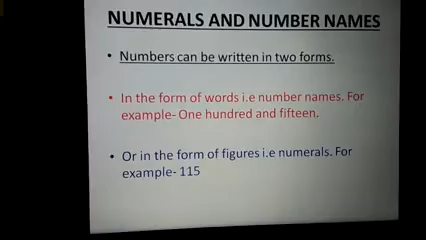 NUMERALS AND NUMBER NAMES
• Numbers can be written in two forms.
• In the form of words i.e number names. For
example- One hundred and fifteen.
• Or in the form of figures i.e numerals. For
example- 115